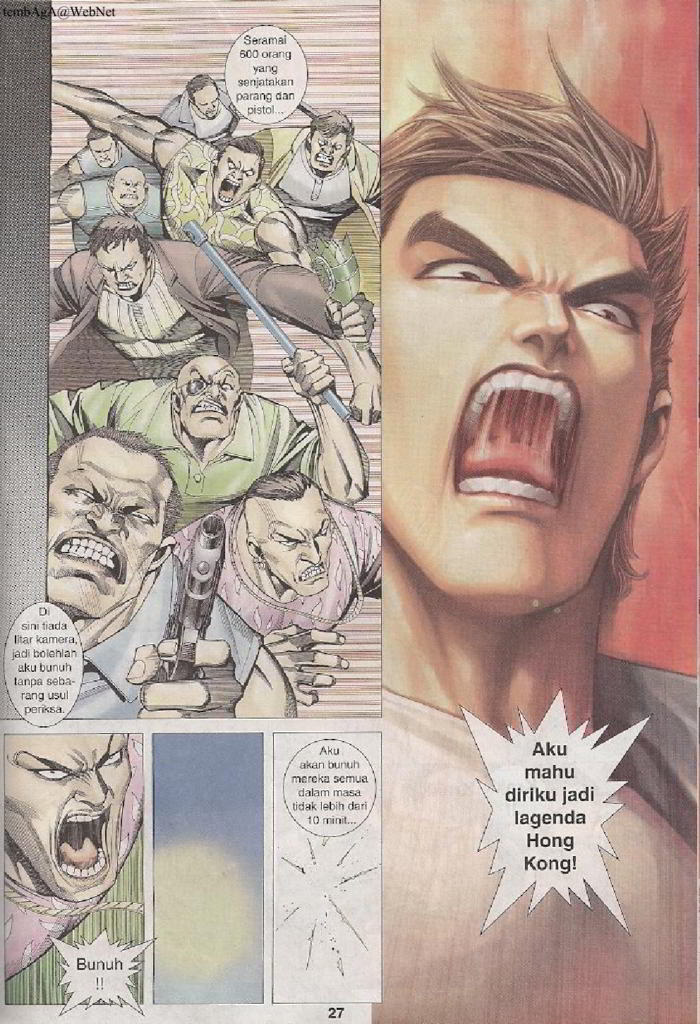 tembAgA@WebNet
Seramai
600 orang
yang
senjatakan
parang dan
pistol...
Di
sini tiada
litar kamera,
jadi bolehlah
aku bunuh
tanpa seba-
rang usul
periksa.
Aku
mahu
diriku jadi
lagenda
Hong
Kong!
Bunuh
!!
Aku
akan bunuh
mereka semua
dalam masa
tidak lebih dari
10 minit...
27